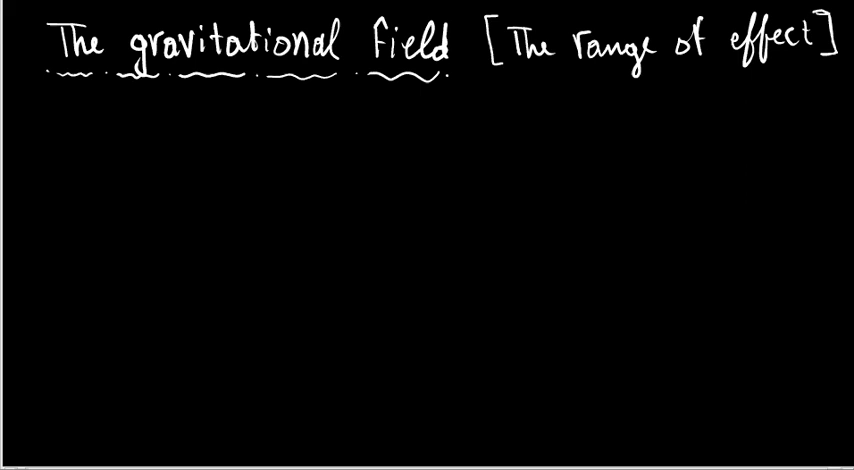 The gravitational field [The range of effect]